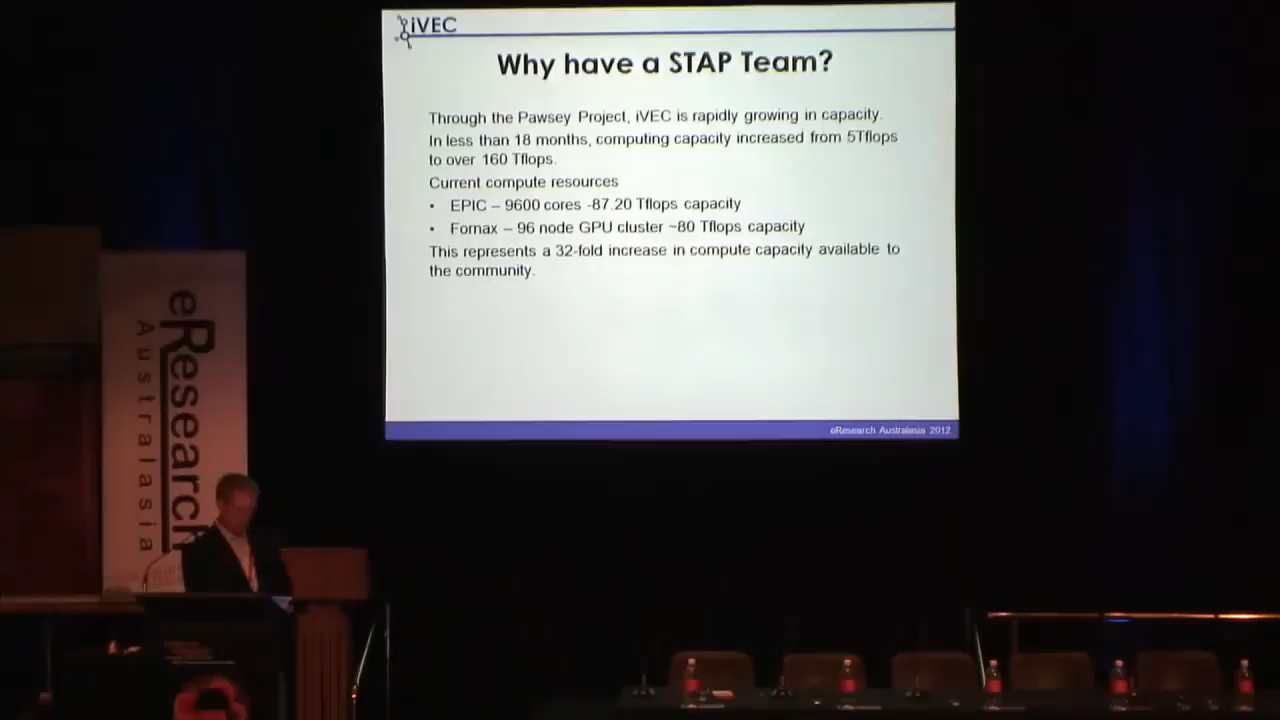 iVEC
Why have a STAP Team?
Through the Pawsey Project, iVEC is rapidly growing in capacity.
In less than 18 months, computing capacity increased from 5Tflops
to over 160 Tflops.
Current compute resources
• EPIC – 9600 cores -87.20 Tflops capacity
• Fornax – 96 node GPU cluster ~80 Tflops capacity
This represents a 32-fold increase in compute capacity available to
the community.
eResearch Australasia 2012
eResearch
Australasia